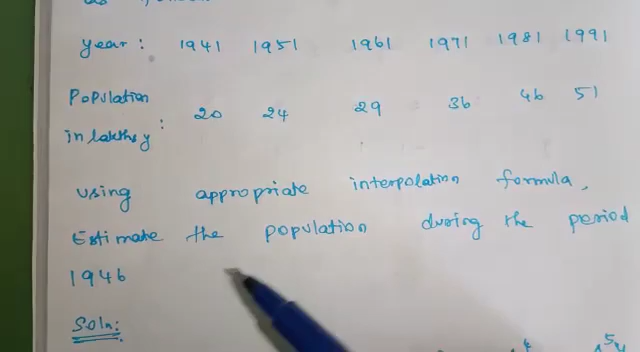 year : 1941 1951 1961 1971 1981 1991
Population
in lakhs y : 20 24 29 36 46 51
using appropriate interpolation formula,
Estimate the population during the period
1946
Soln: